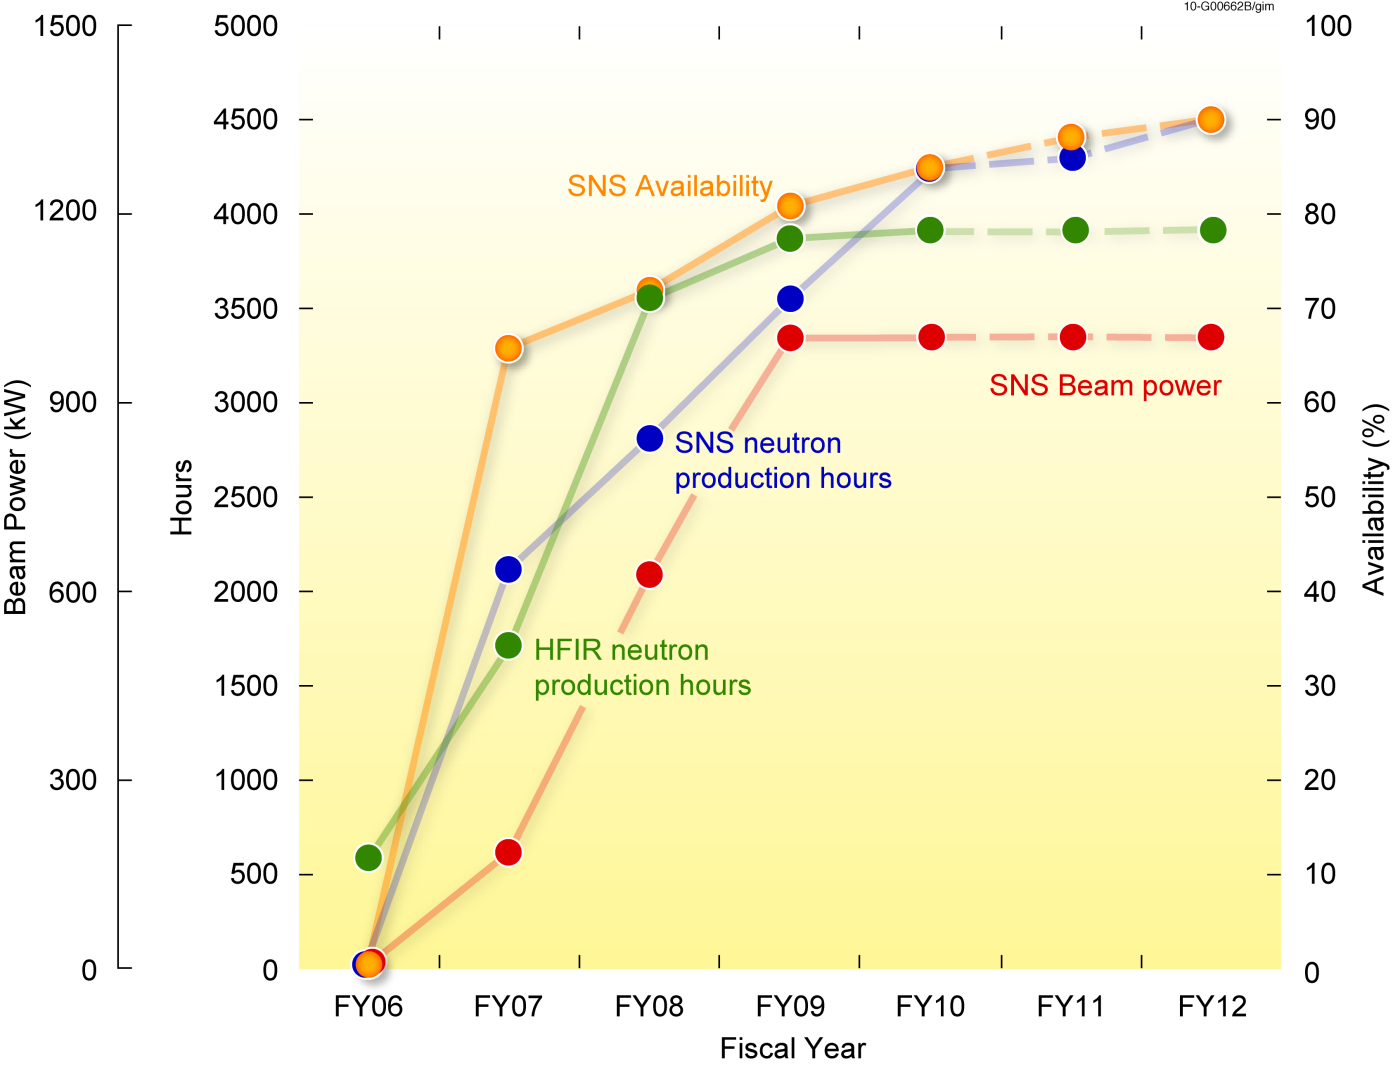 10-G00662B/gim
1500
1200
900
600
300
0
Beam Power (kW)
5000
4500
4000
3500
3000
2500
2000
1500
1000
500
0
Hours
SNS Availability
SNS Beam power
SNS neutron
production hours
HFIR neutron
production hours
100
90
80
70
60
50
40
30
20
10
0
Availability (%)
FY06 FY07 FY08 FY09 FY10 FY11 FY12
Fiscal Year